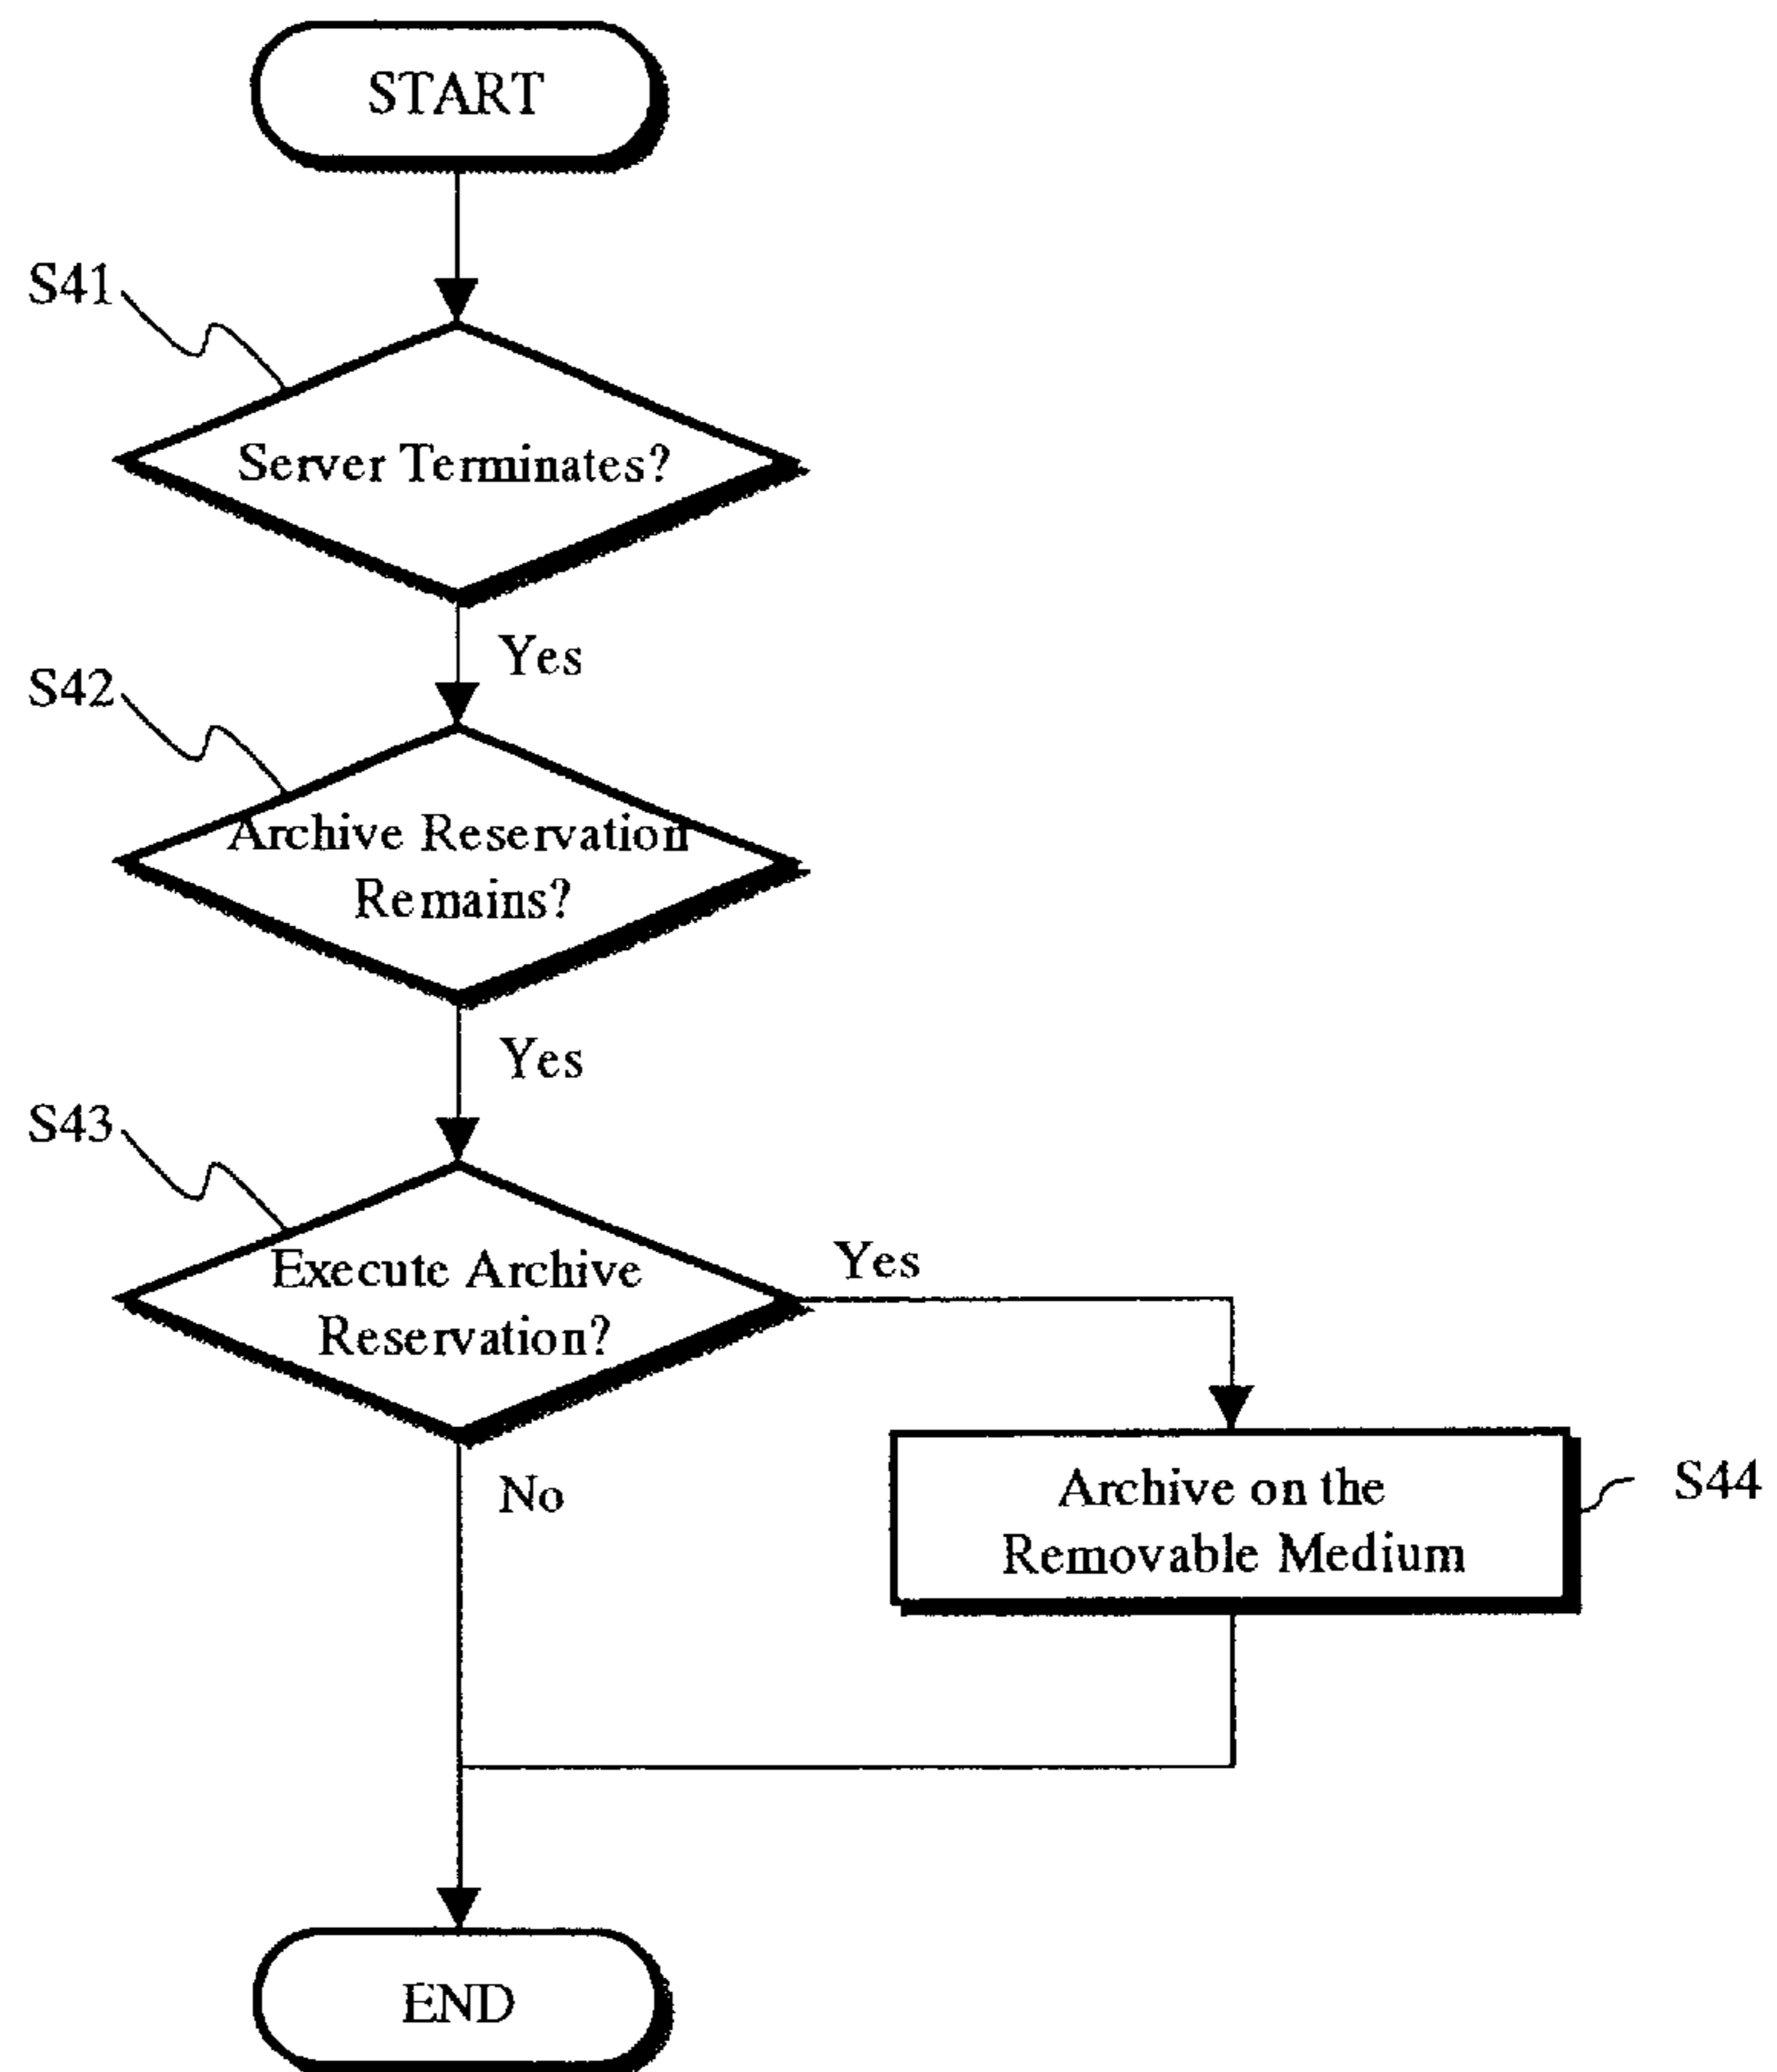 START
S41
Server Terminates?
Yes
S42
Archive Reservation
Remains?
Yes
S43
Execute Archive
Reservation?
Yes
No
Archive on the
Removable Medium
S44
END